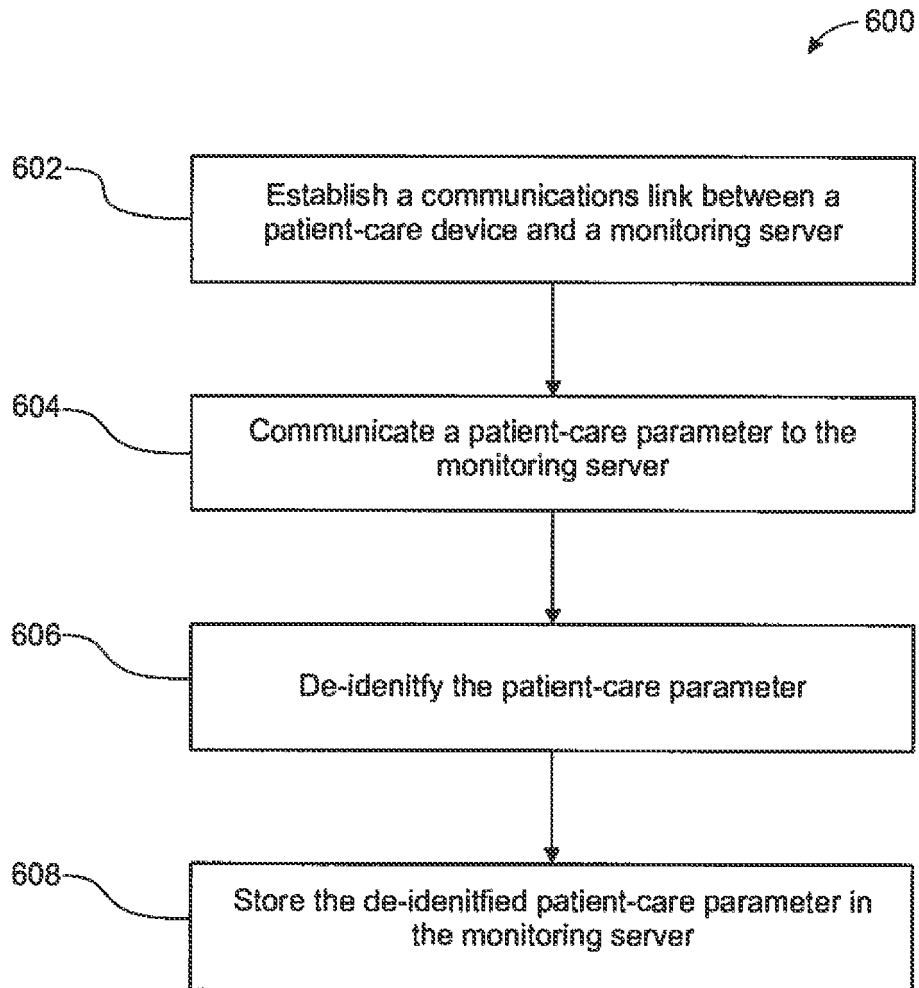 600
602
Establish a communications link between a
patient-care device and a monitoring server
604
Communicate a patient-care parameter to the
monitoring server
606
De-idenitfy the patient-care parameter
608
Store the de-idenitfied patient-care parameter in
the monitoring server